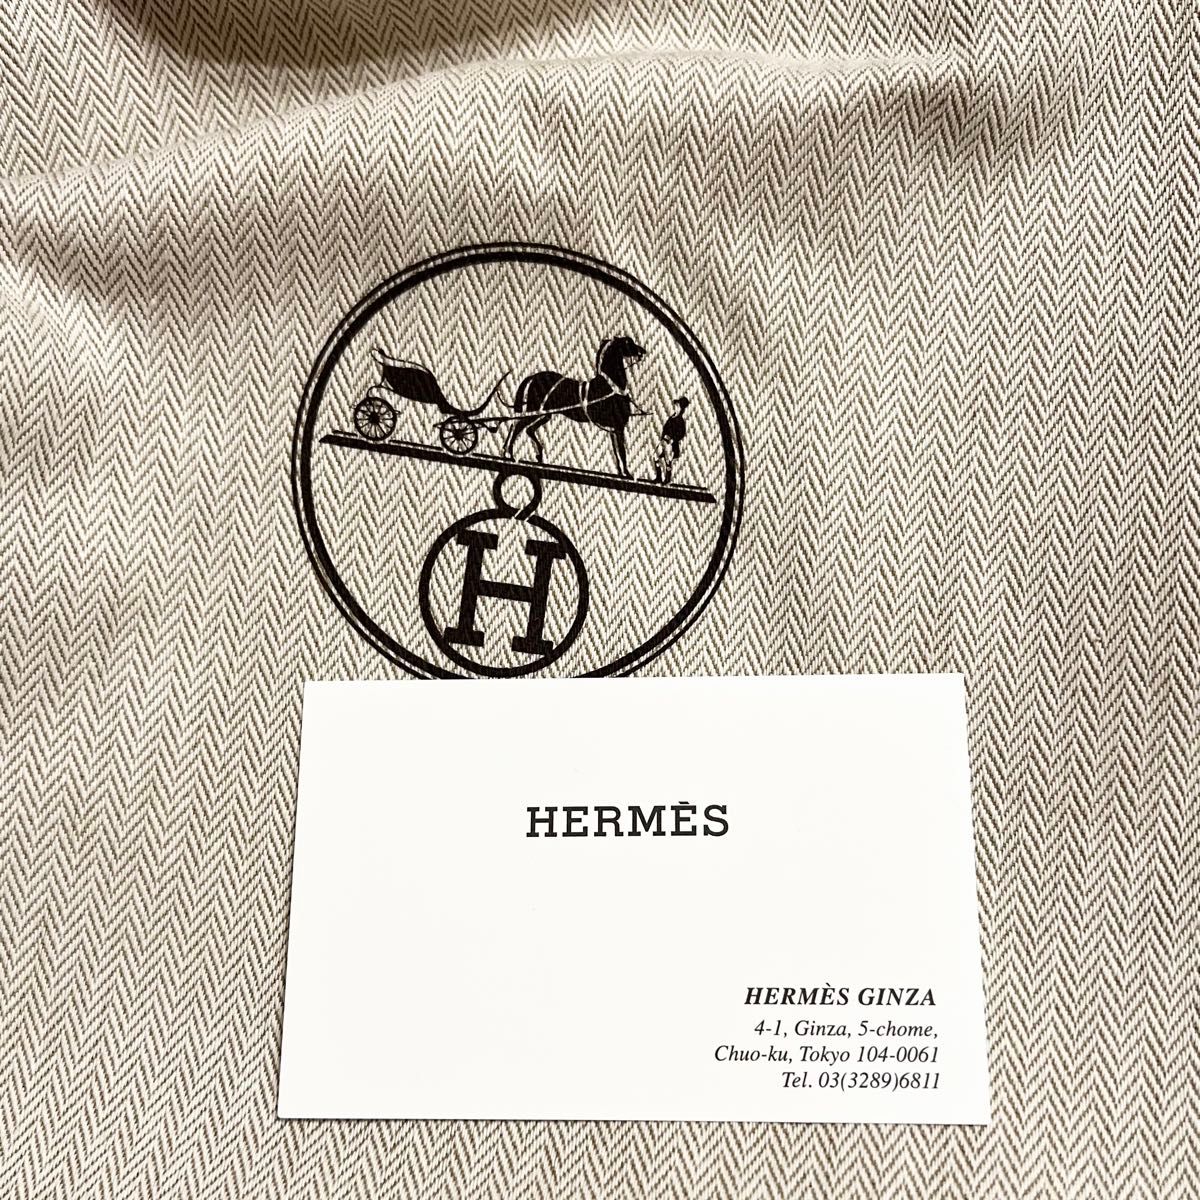 H
HERMÈS
HERMÈS GINZA
4-1, Ginza, 5-chome,
Chuo-ku, Tokyo 104-0061
Tel. 03(3289)6811